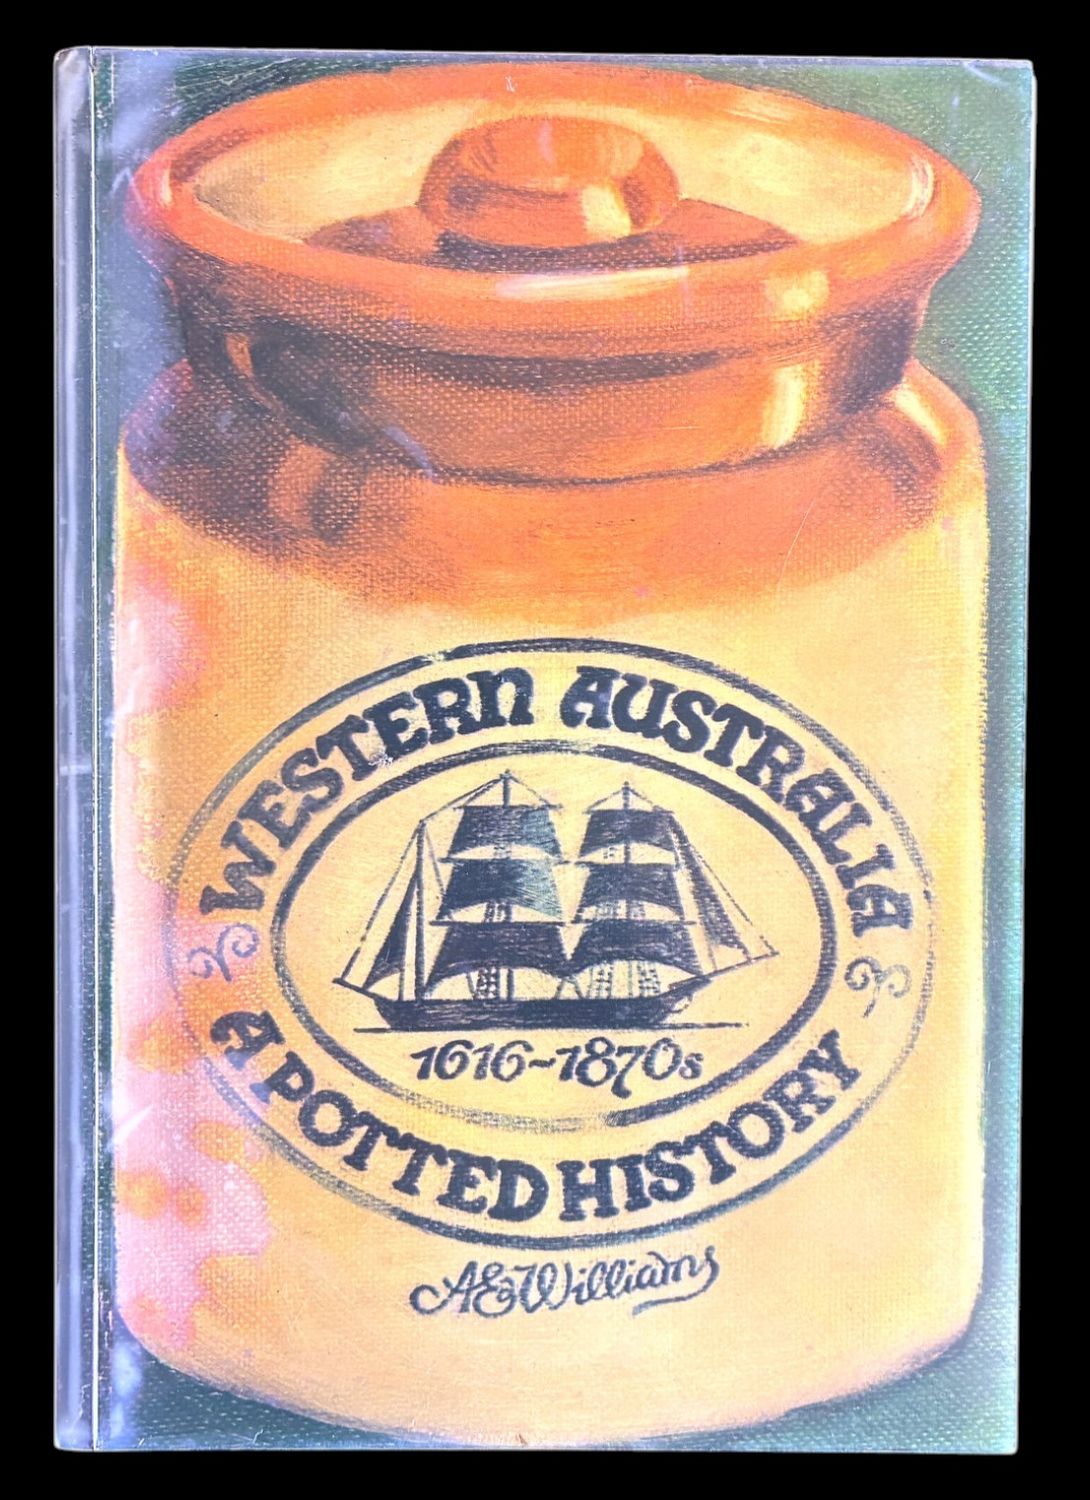 WESTERN AUSTRALIA
1616-1870s
A POTTED HISTORY
A E Williams